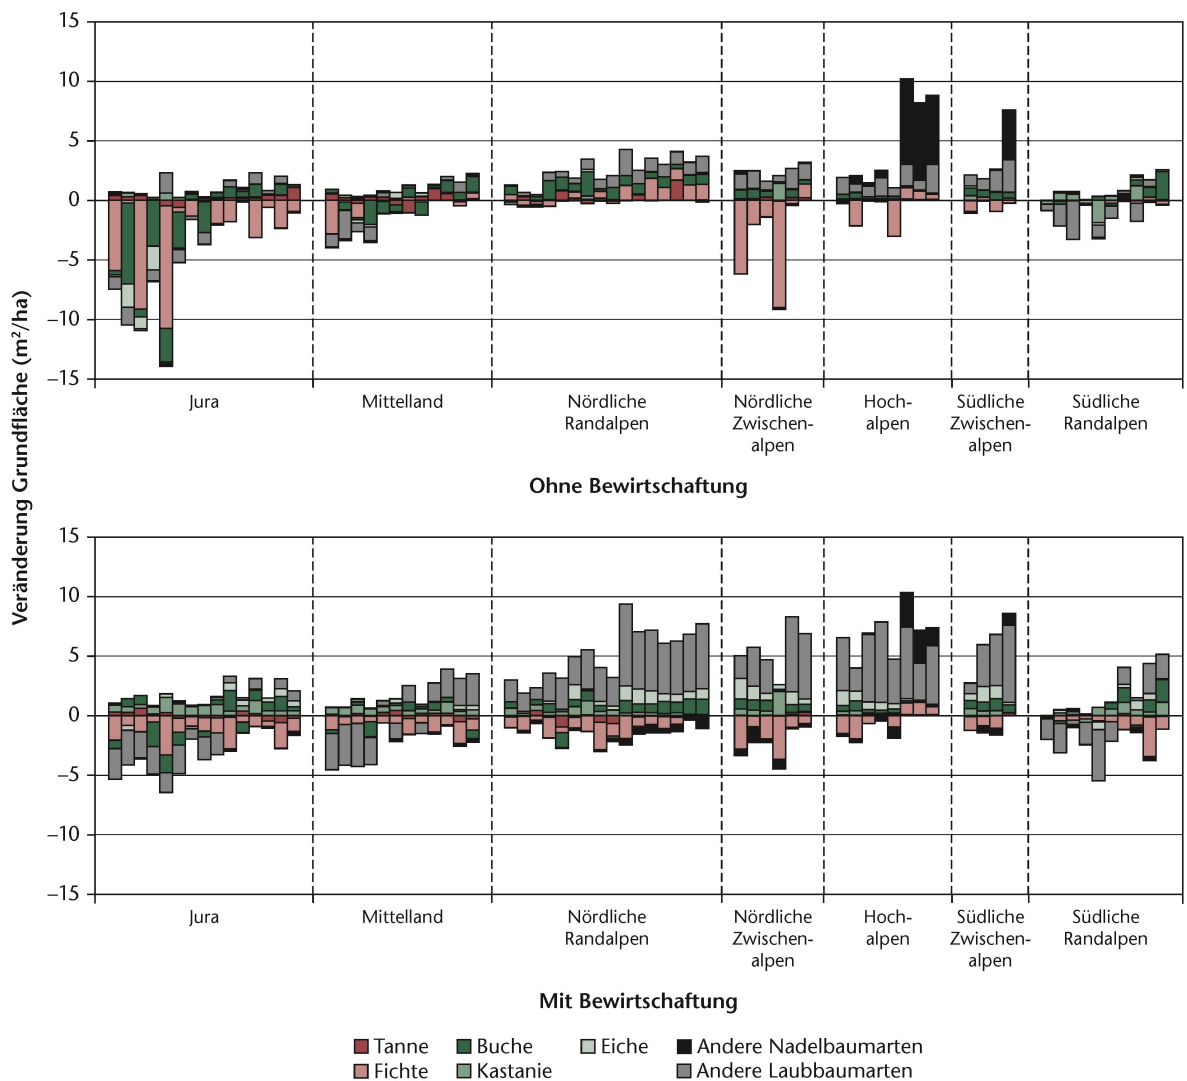 Veränderung Grundfläche (m²/ha)
15
10
5
0
–5
–10
–15
Jura
Mittelland
Nördliche
Randalpen
Nördliche
Zwischen-
alpen
Hoch-
alpen
Südliche
Zwischen-
alpen
Südliche
Randalpen
Ohne Bewirtschaftung
15
10
5
0
–5
–10
–15
Jura
Mittelland
Nördliche
Randalpen
Nördliche
Zwischen-
alpen
Hoch-
alpen
Südliche
Zwischen-
alpen
Südliche
Randalpen
Mit Bewirtschaftung
Tanne Buche Eiche Andere Nadelbaumarten
Fichte Kastanie Andere Laubbaumarten